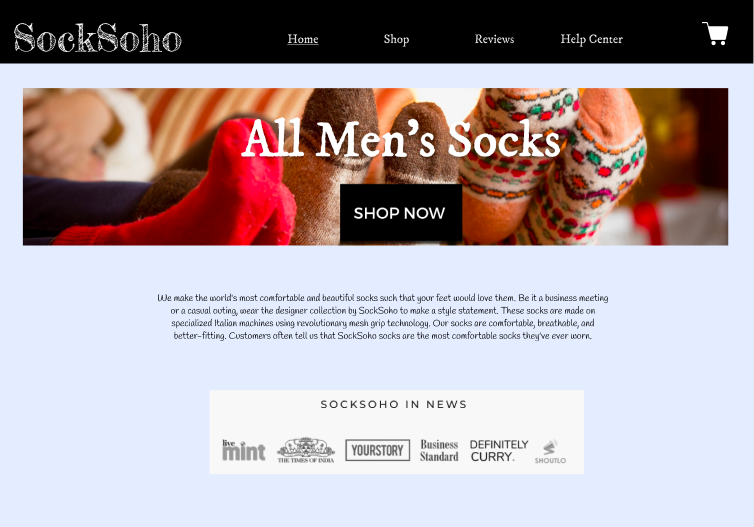 SockSoho
Home Shop Reviews Help Center
All Men's Socks
SHOP NOW
We make the world's most comfortable and beautiful socks such that your feet would love them. Be it a business meeting
or a casual outing, wear the designer collection by SockSoho to make a style statement. These socks are made on
specialized Italian machines using revolutionary mesh grip technology. Our socks are comfortable, breathable, and
better-fitting. Customers often tell us that SockSoho socks are the most comfortable socks they've ever worn.
SOCKSOHO IN NEWS
live mint THE TIMES OF INDIA YOURSTORY Business Standard DEFINITELY CURRY. SHOUTLO